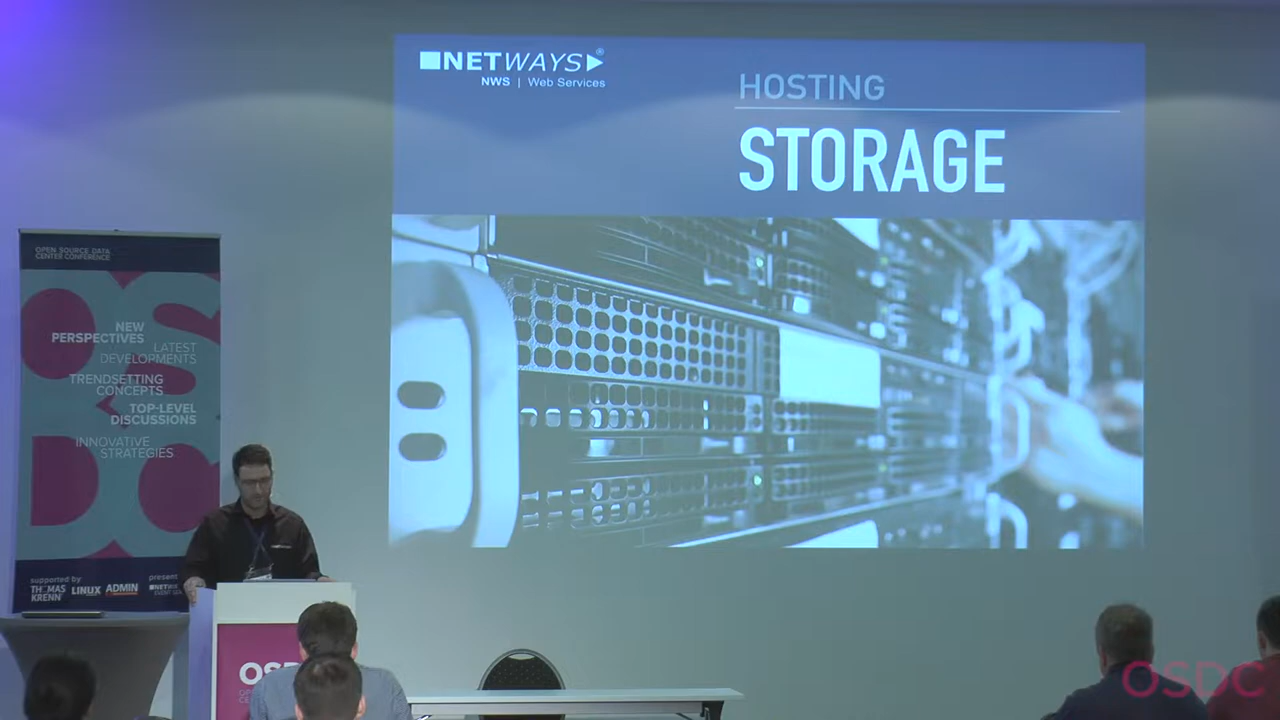 NETWAYS®
NWS | Web Services
HOSTING
STORAGE
OPEN SOURCE DATA
CENTER CONFERENCE
NEW
PERSPECTIVES
LATEST
DEVELOPMENTS
TRENDSETTING
CONCEPTS
TOP-LEVEL
DISCUSSIONS
INNOVATIVE
STRATEGIES
supported by
THOMAS
KRENN
LINUX
ADMIN
present
OSDC